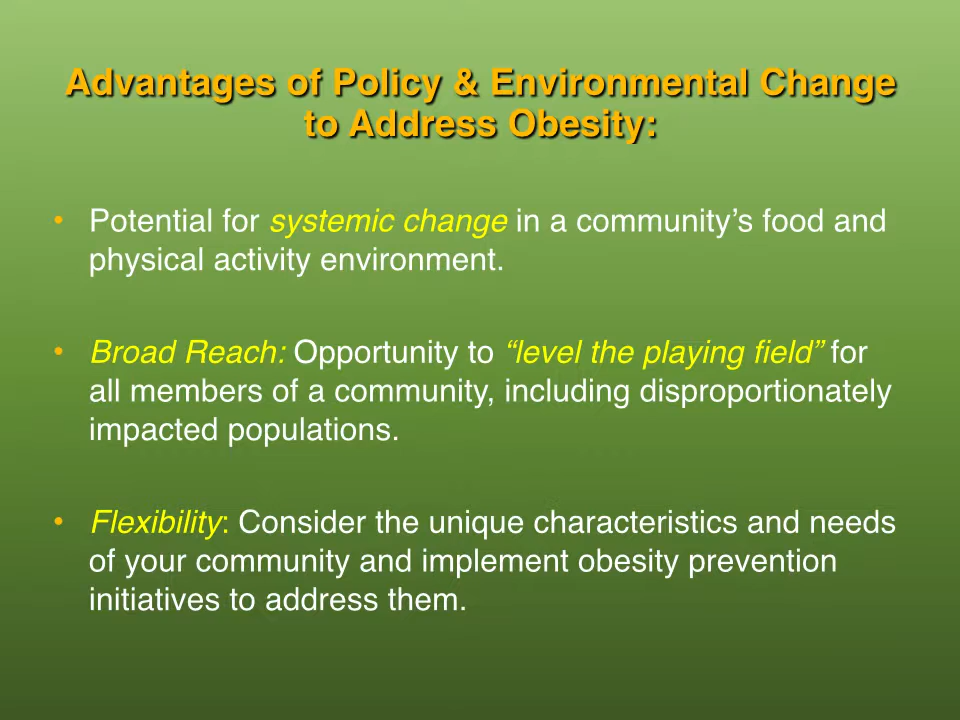 Advantages of Policy & Environmental Change
to Address Obesity:
• Potential for systemic change in a community’s food and
physical activity environment.
• Broad Reach: Opportunity to “level the playing field” for
all members of a community, including disproportionately
impacted populations.
• Flexibility: Consider the unique characteristics and needs
of your community and implement obesity prevention
initiatives to address them.